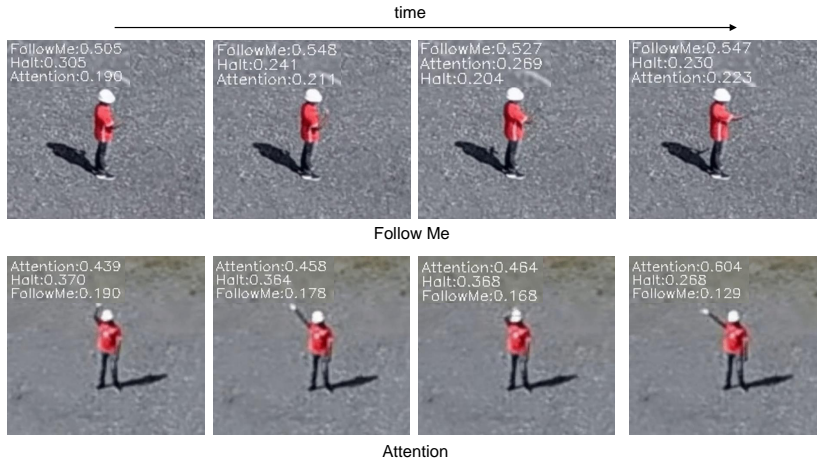 time
FollowMe:0.505
Halt:0.305
Attention:0.190
FollowMe:0.548
Halt:0.241
Attention:0.211
FollowMe:0.527
Attention:0.269
Halt:0.204
FollowMe:0.547
Halt:0.230
Attention:0.223
Follow Me
Attention:0.439
Halt:0.370
FollowMe:0.190
Attention:0.458
Halt:0.364
FollowMe:0.178
Attention:0.464
Halt:0.368
FollowMe:0.168
Attention:0.604
Halt:0.268
FollowMe:0.129
Attention